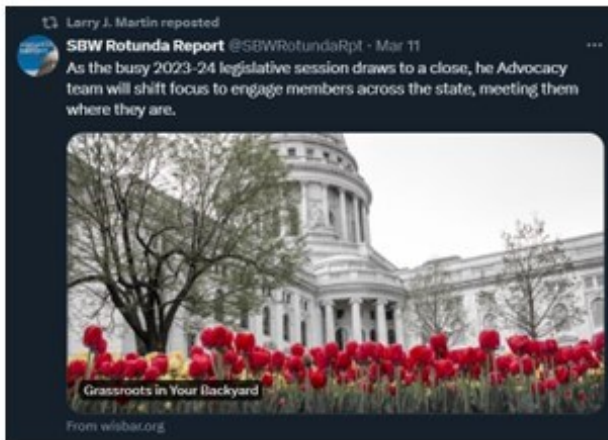 Larry J. Martin reposted
SBW Rotunda Report @SBWRotundaRpt · Mar 11
As the busy 2023-24 legislative session draws to a close, he Advocacy
team will shift focus to engage members across the state, meeting them
where they are.
Grassroots in Your Backyard
From wisbar.org